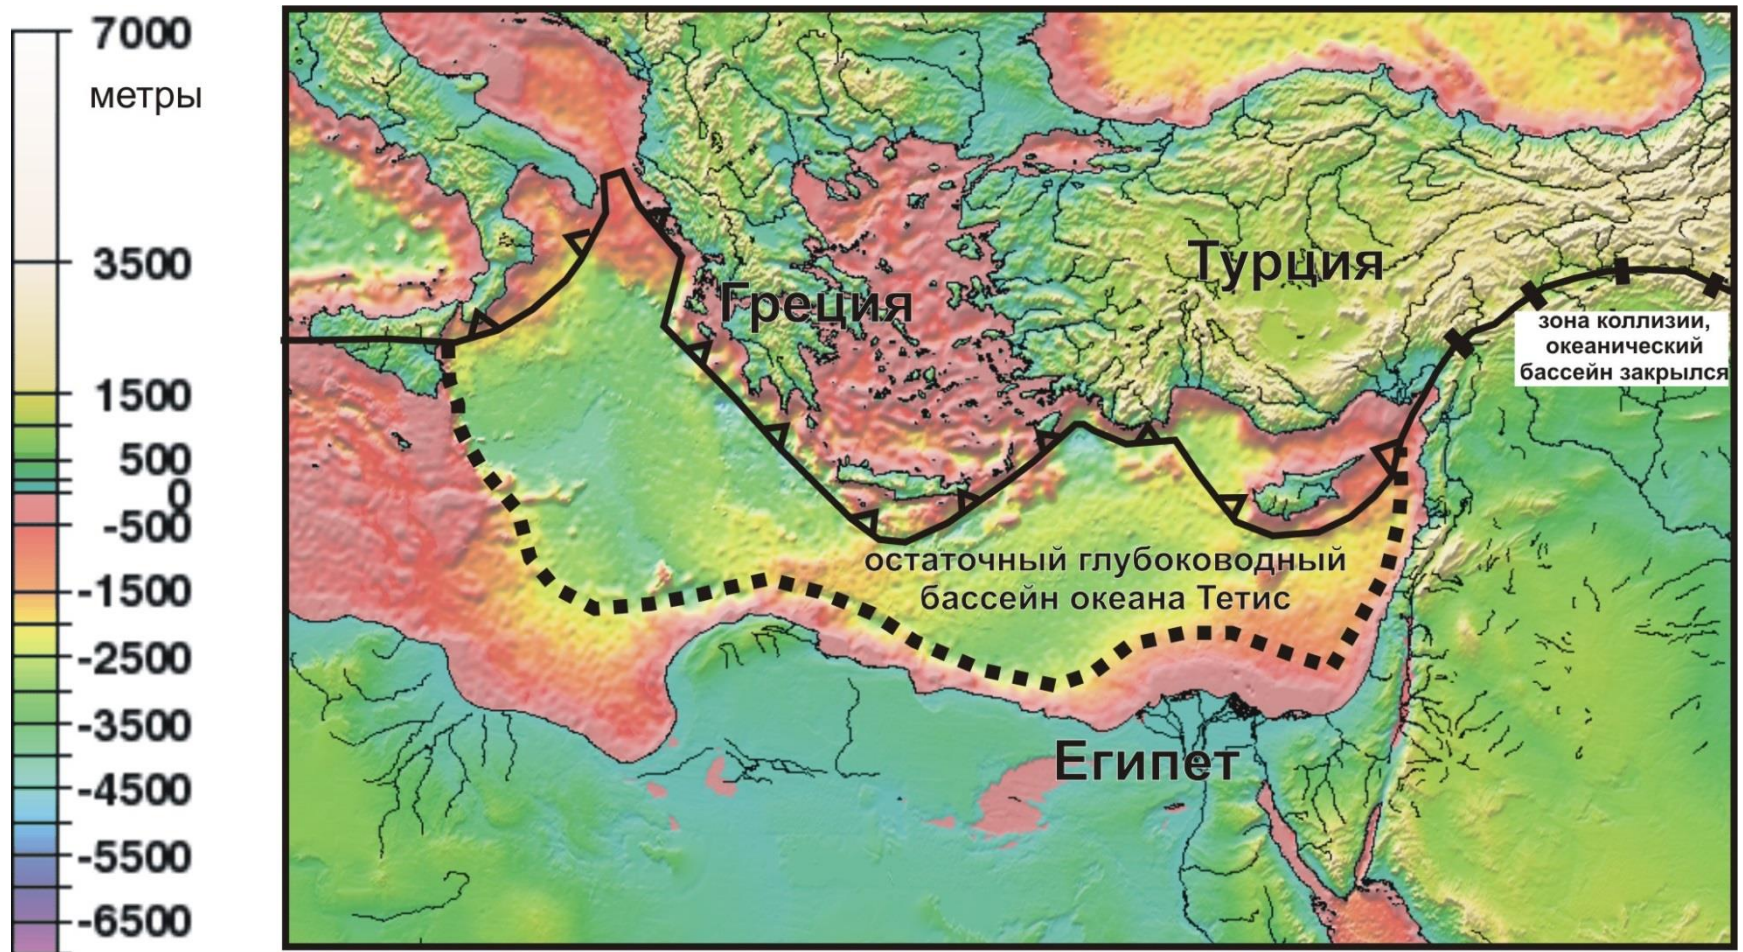 7000
метры
3500
1500
500
0
-500
-1500
-2500
-3500
-4500
-5500
-6500
Турция
Греция
зона коллизии,
океанический
бассейн закрылся
остаточный глубоководный
бассейн океана Тетис
Египет